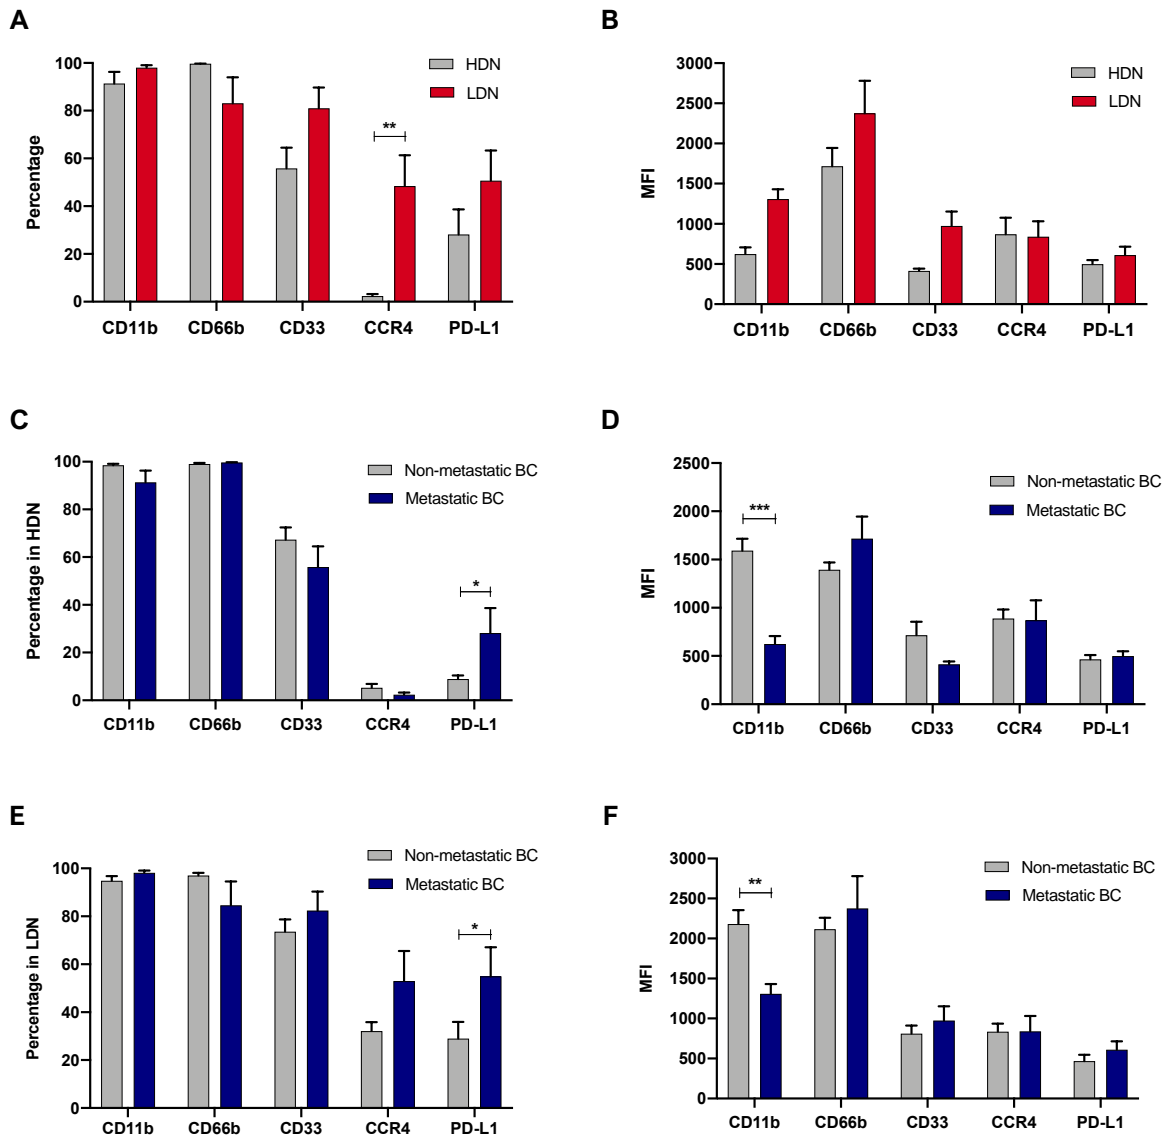 A
HDN
LDN
**
Percentage
100
80
60
40
20
0
CD11b
CD66b
CD33
CCR4
PD-L1
B
HDN
LDN
MFI
3000
2500
2000
1500
1000
500
0
CD11b
CD66b
CD33
CCR4
PD-L1
C
Non-metastatic BC
Metastatic BC
*
Percentage in HDN
100
80
60
40
20
0
CD11b
CD66b
CD33
CCR4
PD-L1
D
Non-metastatic BC
Metastatic BC
***
MFI
2500
2000
1500
1000
500
0
CD11b
CD66b
CD33
CCR4
PD-L1
E
Non-metastatic BC
Metastatic BC
*
Percentage in LDN
100
80
60
40
20
0
CD11b
CD66b
CD33
CCR4
PD-L1
F
Non-metastatic BC
Metastatic BC
**
MFI
3000
2500
2000
1500
1000
500
0
CD11b
CD66b
CD33
CCR4
PD-L1